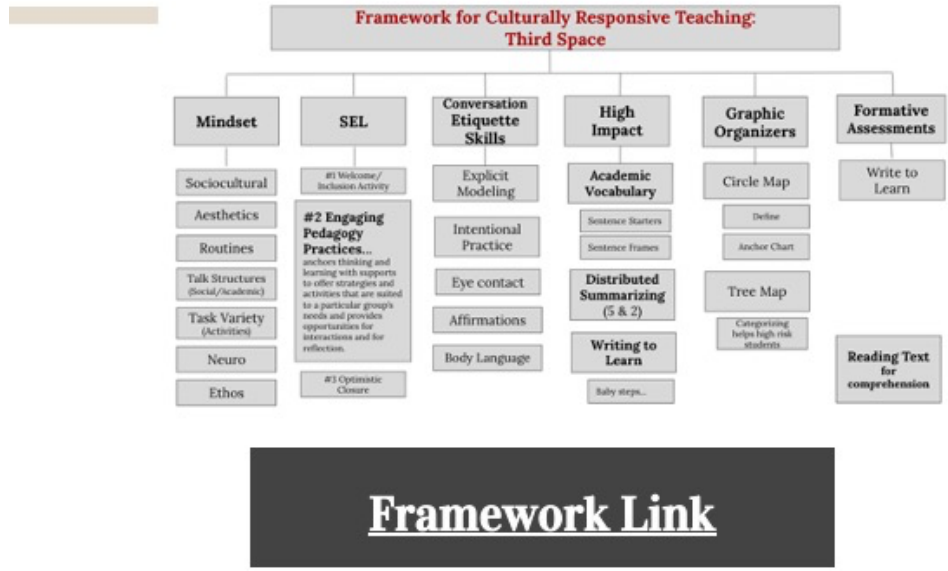 Framework for Culturally Responsive Teaching:
Third Space
Mindset
Sociocultural
Aesthetics
Routines
Talk Structures
(Social/Academic)
Task Variety
(Activities)
Neuro
Ethos
SEL
#1 Welcome/
Inclusion Activity
#2 Engaging
Pedagogy
Practices...
anchors thinking and
learning with supports
to offer strategies and
activities that are suited
to a particular group's
needs and provides
opportunities for
interactions and for
reflection.
#3 Optimistic
Closure
Conversation
Etiquette
Skills
Explicit
Modeling
Intentional
Practice
Eye contact
Affirmations
Body Language
High
Impact
Academic
Vocabulary
Sentence Starters
Sentence Frames
Distributed
Summarizing
(5 & 2)
Writing to
Learn
Baby steps...
Graphic
Organizers
Circle Map
Define
Anchor Chart
Tree Map
Categorizing
helps high risk
students
Formative
Assessments
Write to
Learn
Reading Text
for
comprehension
Framework Link